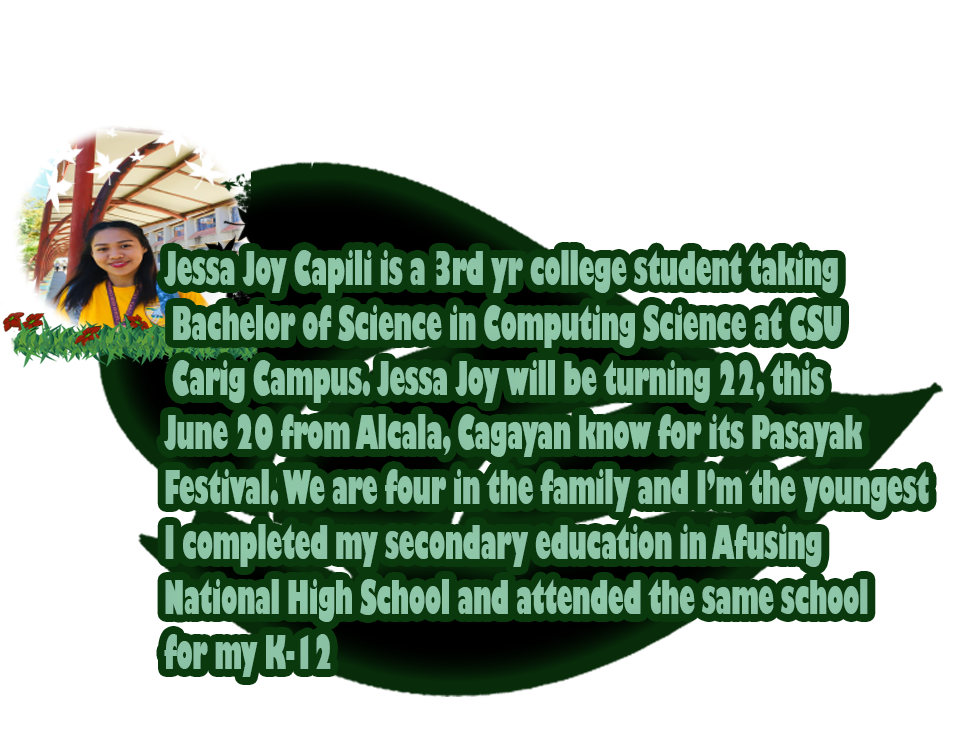 Jessa Joy Capili is a 3rd yr college student taking
Bachelor of Science in Computing Science at CSU
Carig Campus. Jessa Joy will be turning 22, this
June 20 from Alcala, Cagayan know for its Pasayak
Festival. We are four in the family and I'm the youngest
I completed my secondary education in Afusing
National High School and attended the same school
for my K-12